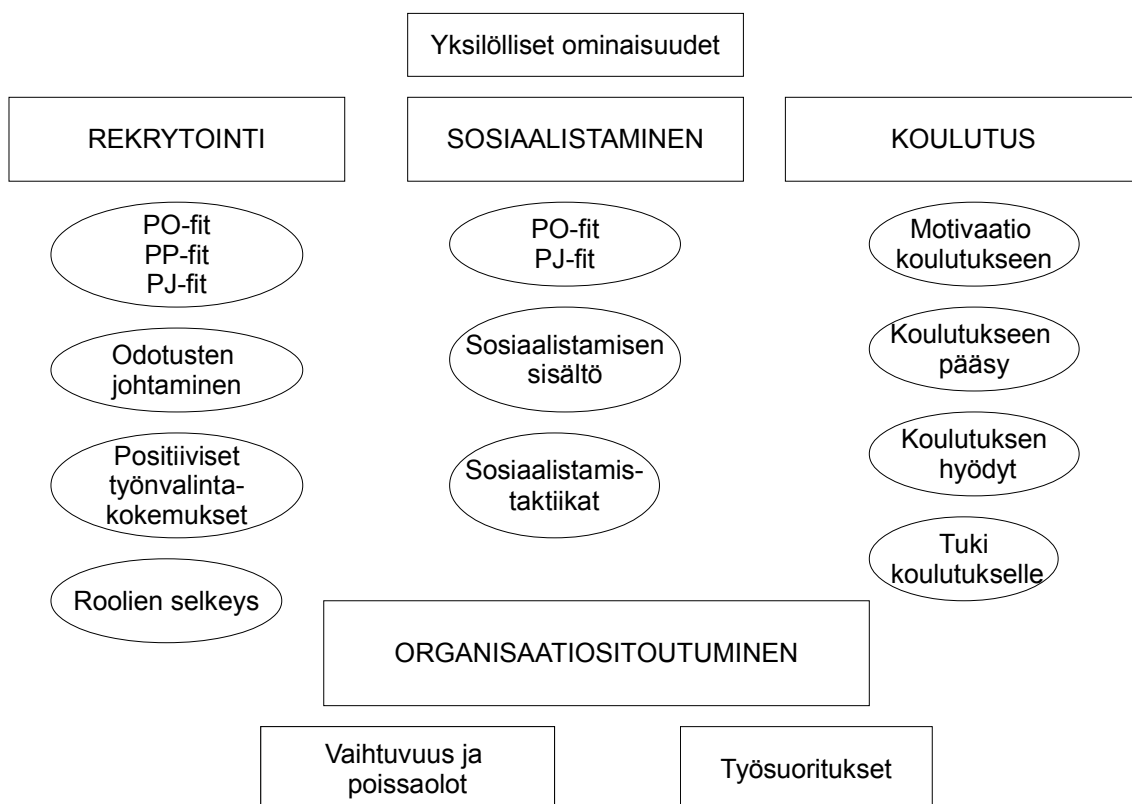 Yksilölliset ominaisuudet
REKRYTOINTI
SOSIAALISTAMINEN
KOULUTUS
PO-fit
PP-fit
PJ-fit
Odotusten
johtaminen
Positiiviset
työnvalinta-
kokemukset
Roolien selkeys
PO-fit
PJ-fit
Sosiaalistamisen
sisältö
Sosiaalistamis-
taktiikat
Motivaatio
koulutukseen
Koulutukseen
pääsy
Koulutuksen
hyödyt
Tuki
koulutukselle
ORGANISAATIOSITOUTUMINEN
Vaihtuvuus ja
poissaolot
Työsuoritukset